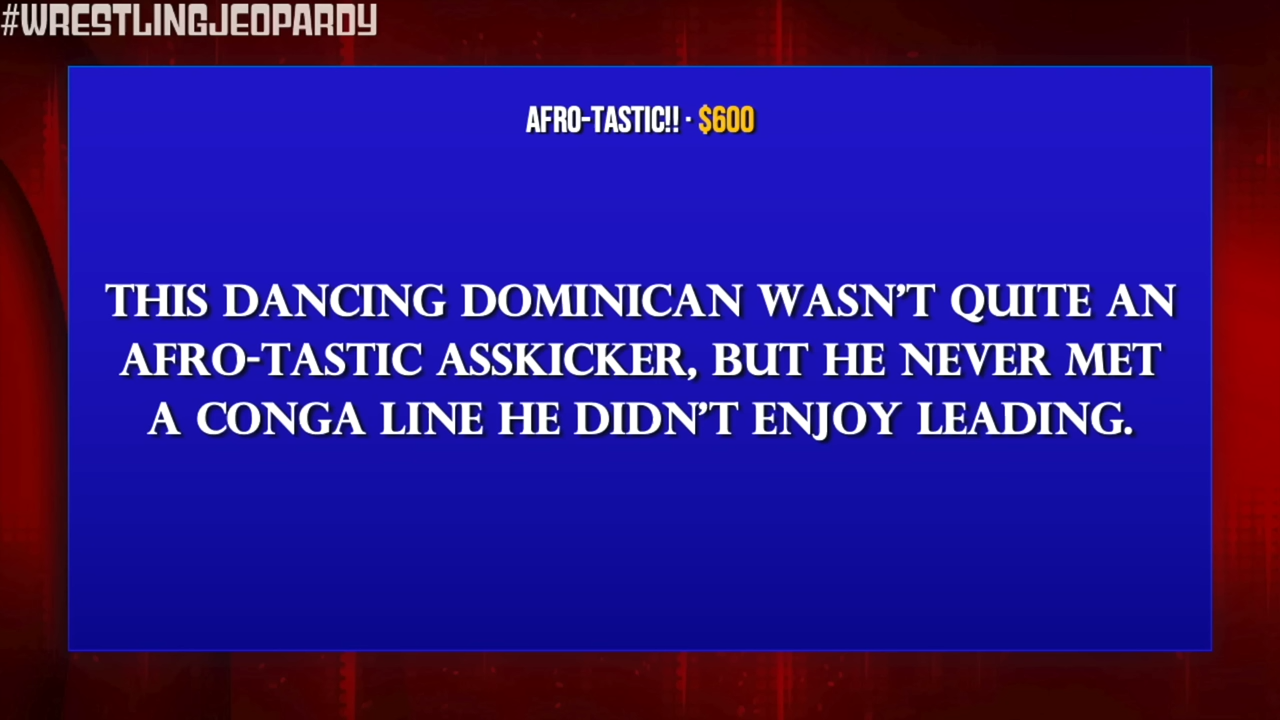 #WRESTLINGJEOPARDY
AFRO-TASTIC!! · $600
THIS DANCING DOMINICAN WASN'T QUITE AN
AFRO-TASTIC ASSKICKER, BUT HE NEVER MET
A CONGA LINE HE DIDN'T ENJOY LEADING.